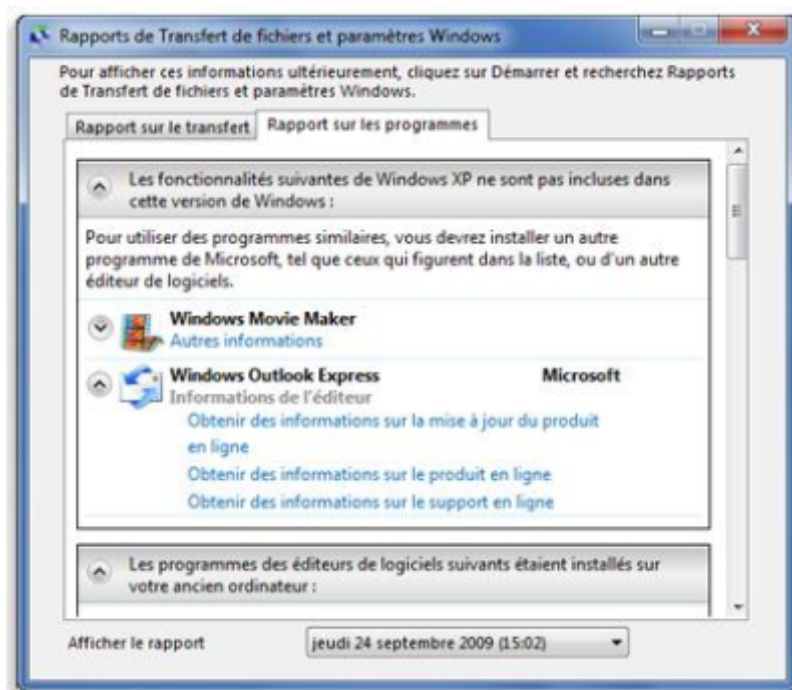 Rapports de Transfert de fichiers et paramètres Windows
Pour afficher ces informations ultérieurement, cliquez sur Démarrer et recherchez Rapports
de Transfert de fichiers et paramètres Windows.
Rapport sur le transfert Rapport sur les programmes
Les fonctionnalités suivantes de Windows XP ne sont pas incluses dans
cette version de Windows :
Pour utiliser des programmes similaires, vous devrez installer un autre
programme de Microsoft, tel que ceux qui figurent dans la liste, ou d'un autre
éditeur de logiciels.
Windows Movie Maker
Autres informations
Windows Outlook Express Microsoft
Informations de l'éditeur
Obtenir des informations sur la mise à jour du produit
en ligne
Obtenir des informations sur le produit en ligne
Obtenir des informations sur le support en ligne
Les programmes des éditeurs de logiciels suivants étaient installés sur
votre ancien ordinateur :
Afficher le rapport jeudi 24 septembre 2009 (15:02)